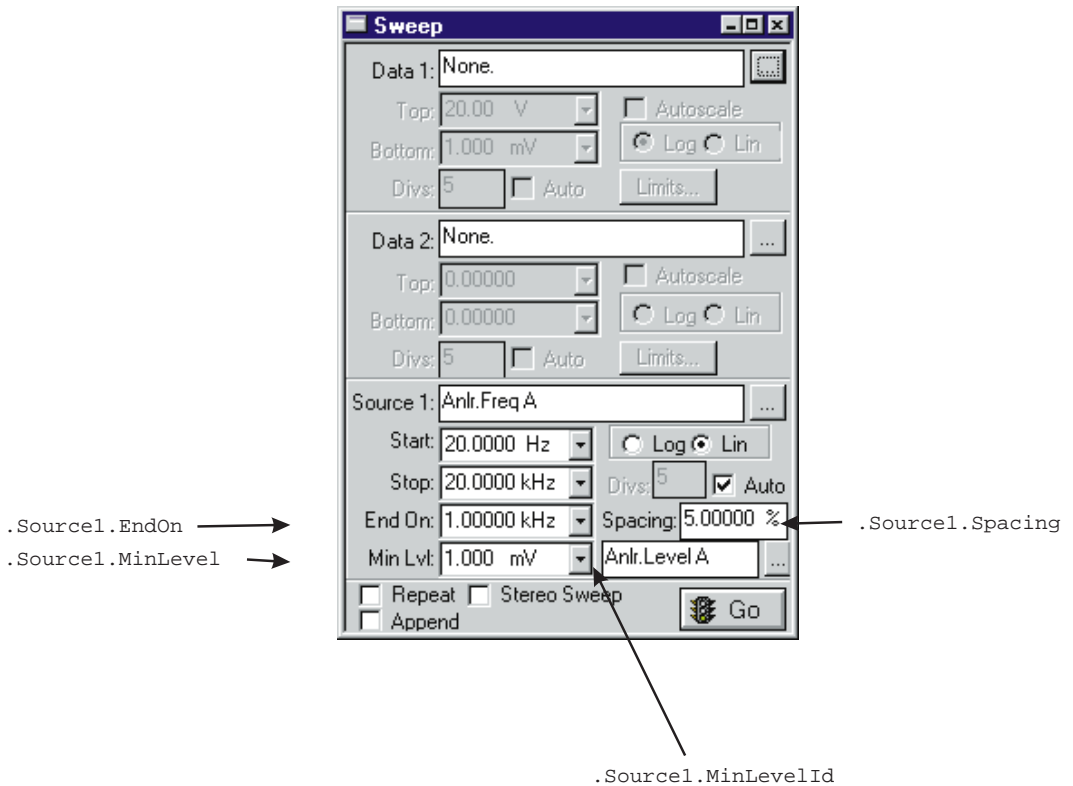 Sweep
Data 1: None. ...
Top: 20.00 V Autoscale
Bottom: 1.000 mV Log Lin
Divs: 5 Auto Limits...
Data 2: None. ...
Top: 0.00000 Autoscale
Bottom: 0.00000 Log Lin
Divs: 5 Auto Limits...
Source 1: Anlr.Freq A ...
Start: 20.0000 Hz Log Lin
Stop: 20.0000 kHz Divs: 5 Auto
.Source1.EndOn End On: 1.00000 kHz Spacing: 5.00000 % .Source1.Spacing
.Source1.MinLevel Min Lvl: 1.000 mV Anlr.Level A ...
Repeat Stereo Sweep
Append Go
.Source1.MinLevelId